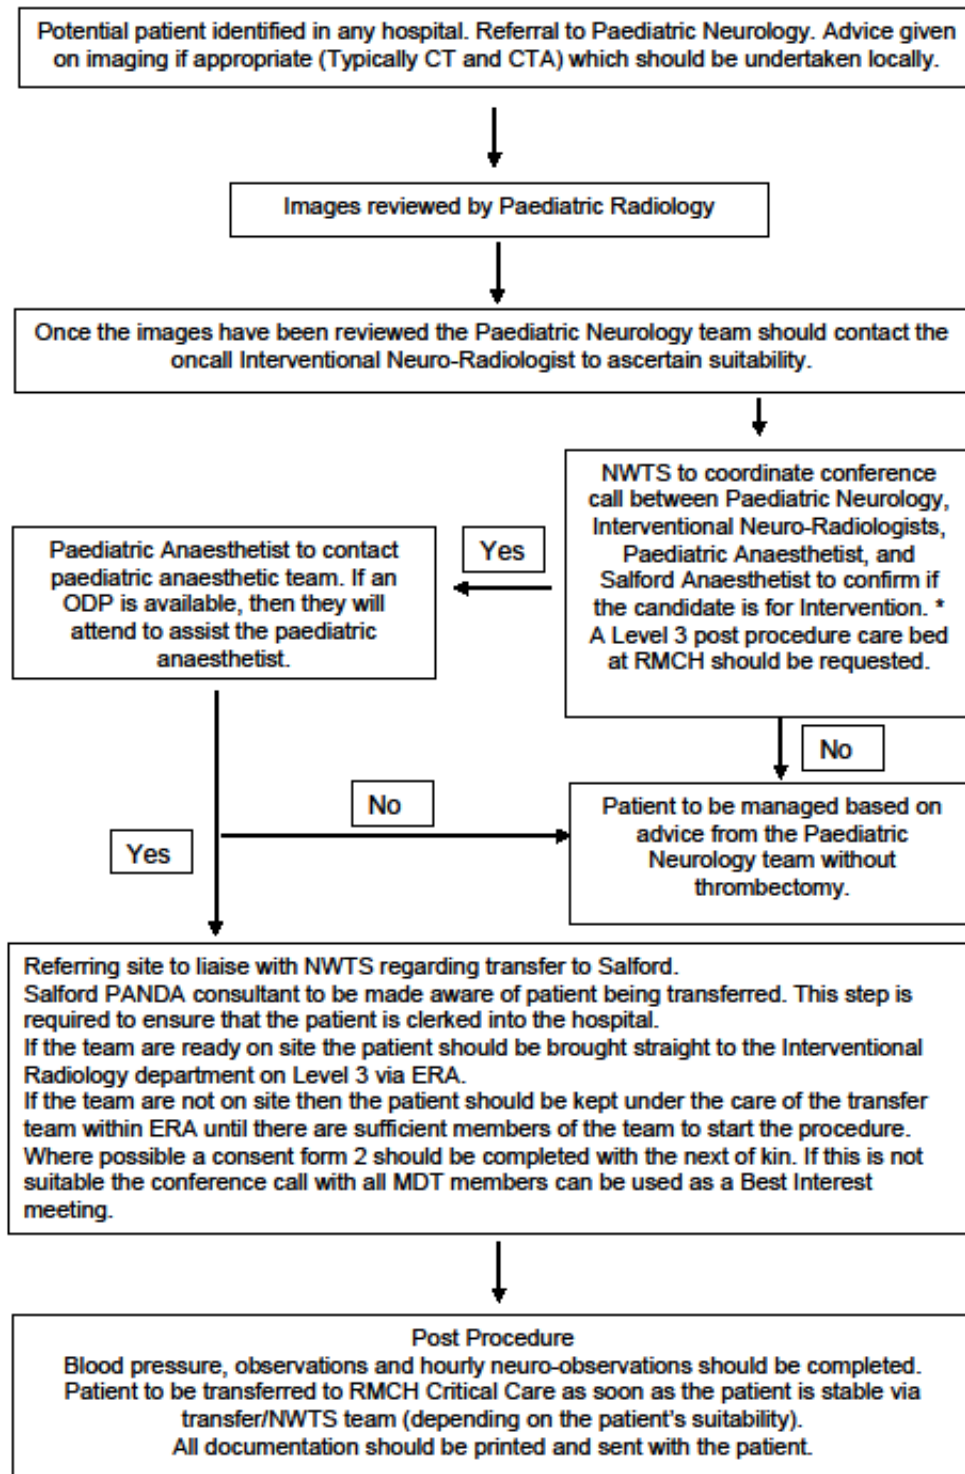 Potential patient identified in any hospital. Referral to Paediatric Neurology. Advice given
on imaging if appropriate (Typically CT and CTA) which should be undertaken locally.
Images reviewed by Paediatric Radiology
Once the images have been reviewed the Paediatric Neurology team should contact the
oncall Interventional Neuro-Radiologist to ascertain suitability.
NWTS to coordinate conference
call between Paediatric Neurology,
Interventional Neuro-Radiologists,
Paediatric Anaesthetist, and
Salford Anaesthetist to confirm if
the candidate is for Intervention. *
A Level 3 post procedure care bed
at RMCH should be requested.
Yes
Paediatric Anaesthetist to contact
paediatric anaesthetic team. If an
ODP is available, then they will
attend to assist the paediatric
anaesthetist.
No
No
Patient to be managed based on
advice from the Paediatric
Neurology team without
thrombectomy.
Yes
Referring site to liaise with NWTS regarding transfer to Salford.
Salford PANDA consultant to be made aware of patient being transferred. This step is
required to ensure that the patient is clerked into the hospital.
If the team are ready on site the patient should be brought straight to the Interventional
Radiology department on Level 3 via ERA.
If the team are not on site then the patient should be kept under the care of the transfer
team within ERA until there are sufficient members of the team to start the procedure.
Where possible a consent form 2 should be completed with the next of kin. If this is not
suitable the conference call with all MDT members can be used as a Best Interest
meeting.
Post Procedure
Blood pressure, observations and hourly neuro-observations should be completed.
Patient to be transferred to RMCH Critical Care as soon as the patient is stable via
transfer/NWTS team (depending on the patient's suitability).
All documentation should be printed and sent with the patient.